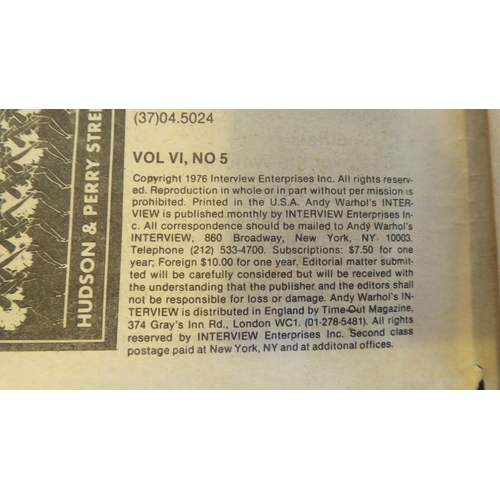 (37)04.5024
VOL VI, NO 5
Copyright 1976 Interview Enterprises Inc. All rights reserv-
ed. Reproduction in whole or in part without per mission is
prohibited. Printed in the U.S.A. Andy Warhol's INTER-
VIEW is published monthly by INTERVIEW Enterprises In-
c. All correspondence should be mailed to Andy Warhol's
INTERVIEW, 860 Broadway, New York, NY 10003.
Telephone (212) 533-4700. Subscriptions: $7.50 for one
year; Foreign $10.00 for one year. Editorial matter submit-
ted will be carefully considered but will be received with
the understanding that the publisher and the editors shall
not be responsible for loss or damage. Andy Warhol's IN-
TERVIEW is distributed in England by Time Out Magazine,
374 Gray's Inn Rd., London WC1. (01-278-5481). All rights
reserved by INTERVIEW Enterprises Inc. Second class
postage paid at New York, NY and at additonal offices.
HUDSON & PERRY STRE